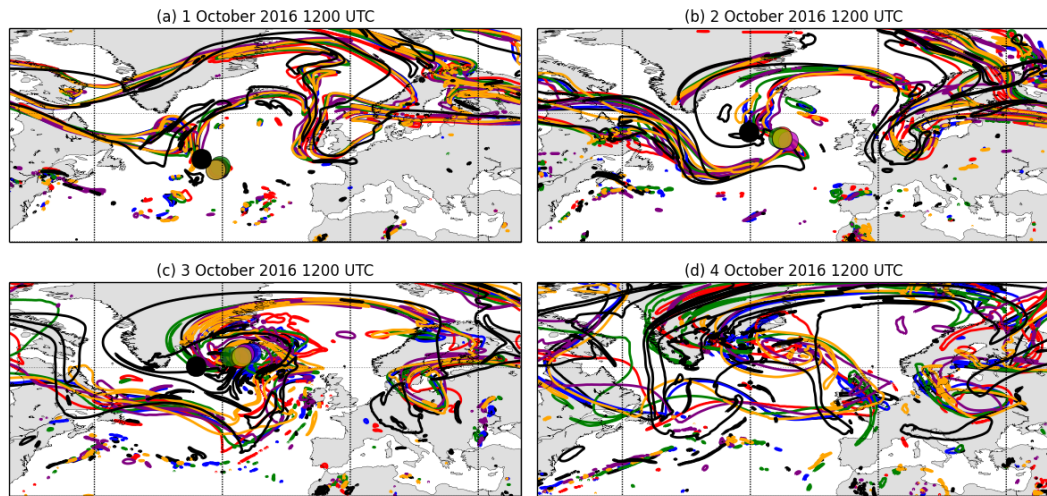 (a) 1 October 2016 1200 UTC
(b) 2 October 2016 1200 UTC
(c) 3 October 2016 1200 UTC
(d) 4 October 2016 1200 UTC